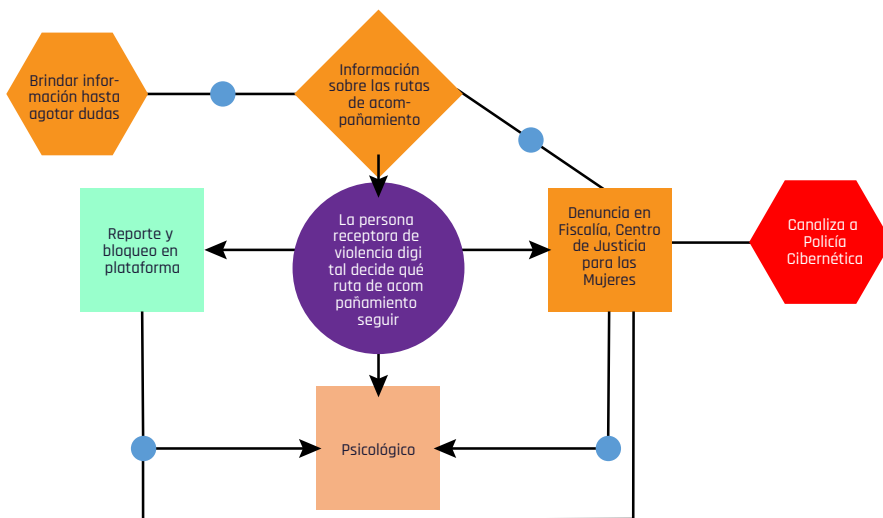 Brindar infor-
mación hasta
agotar dudas
Información
sobre las rutas
de acom-
pañamiento
Reporte y
bloqueo en
plataforma
La persona
receptora de
violencia digi
tal decide qué
ruta de acom
pañamiento
seguir
Denuncia en
Fiscalía, Centro
de Justicia
para las
Mujeres
Canaliza a
Policía
Cibernética
Psicológico